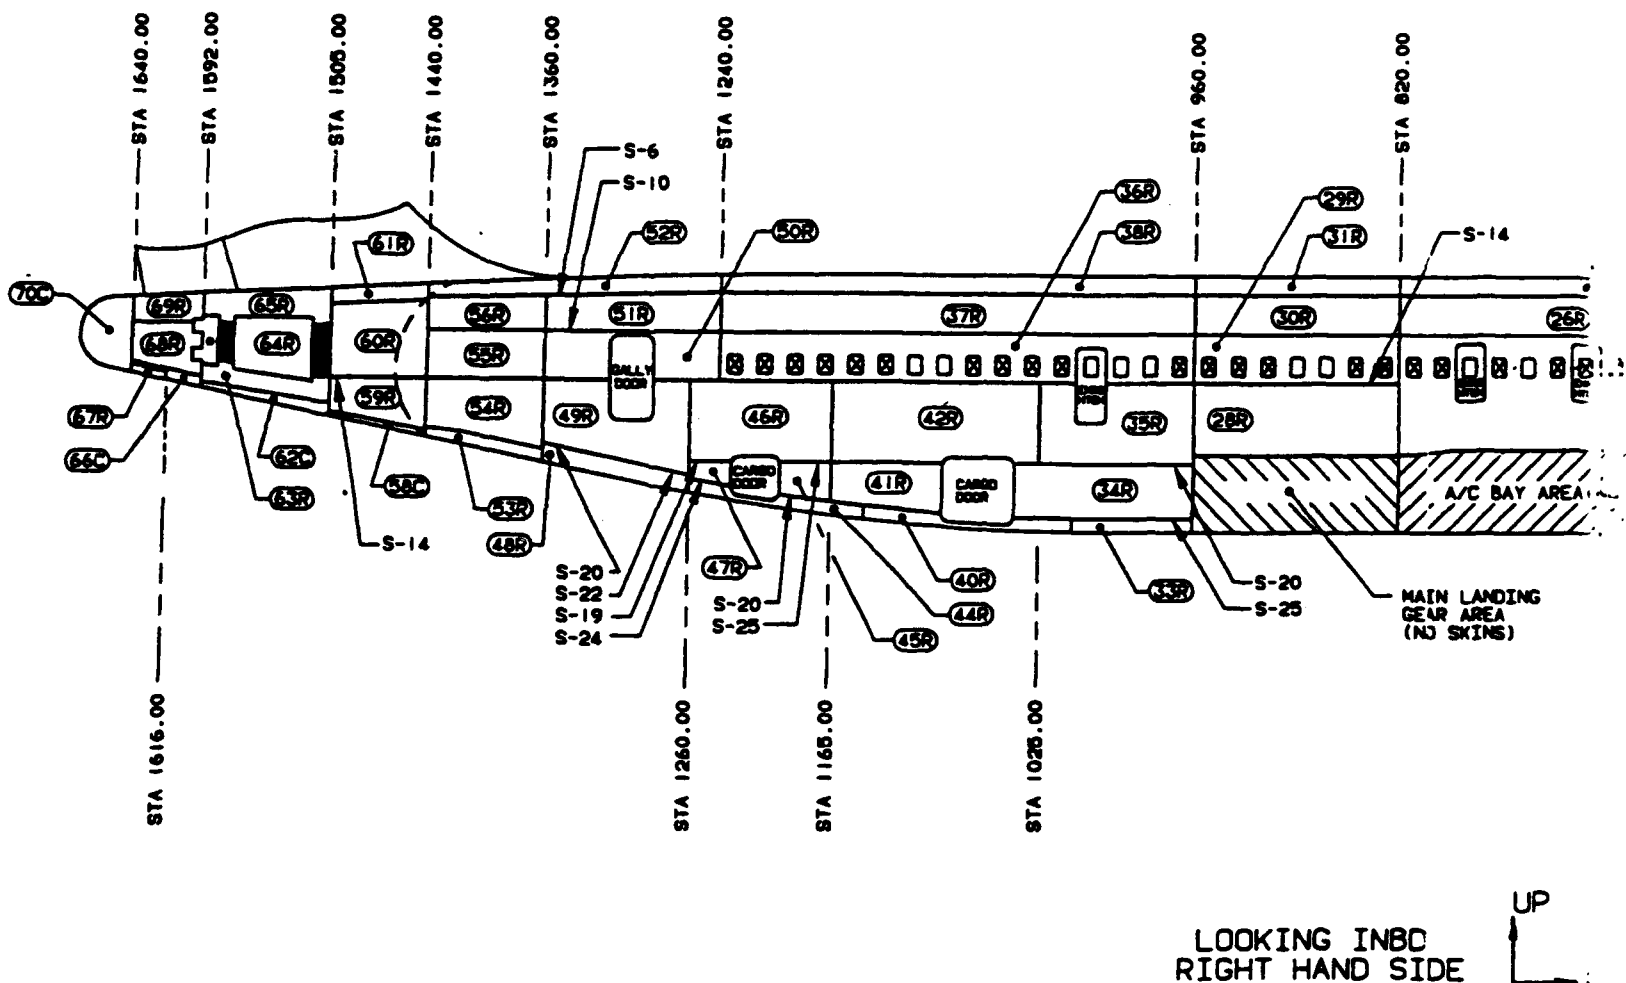 STA 1640.00
STA 1592.00
STA 1505.00
STA 1440.00
STA 1360.00
STA 1240.00
STA 960.00
STA 820.00
S-6
S-10
36R
29R
61R
52R
50R
38R
31R
S-14
70C
69R
65R
56R
51R
37R
30R
26R
68R
64R
60R
55R
GALLY
DOOR
59R
54R
49R
46R
42R
35R
28R
67R
66C
62C
63R
58C
53R
48R
CARGO
DOOR
41R
CARGO
DOOR
34R
A/C BAY AREA
S-14
S-20
S-22
S-19
S-24
47R
S-20
S-25
40R
44R
45R
33R
S-20
S-25
MAIN LANDING
GEAR AREA
(NO SKINS)
STA 1616.00
STA 1260.00
STA 1165.00
STA 1025.00
UP
LOOKING INBD
RIGHT HAND SIDE